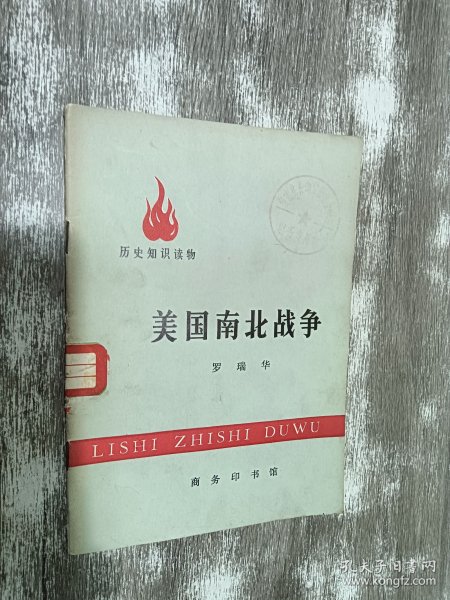 历史知识读物
美国南北战争
罗瑞华
LISHI ZHISHI DUWU
商务印书馆
孔夫子旧书网
kongfz.com